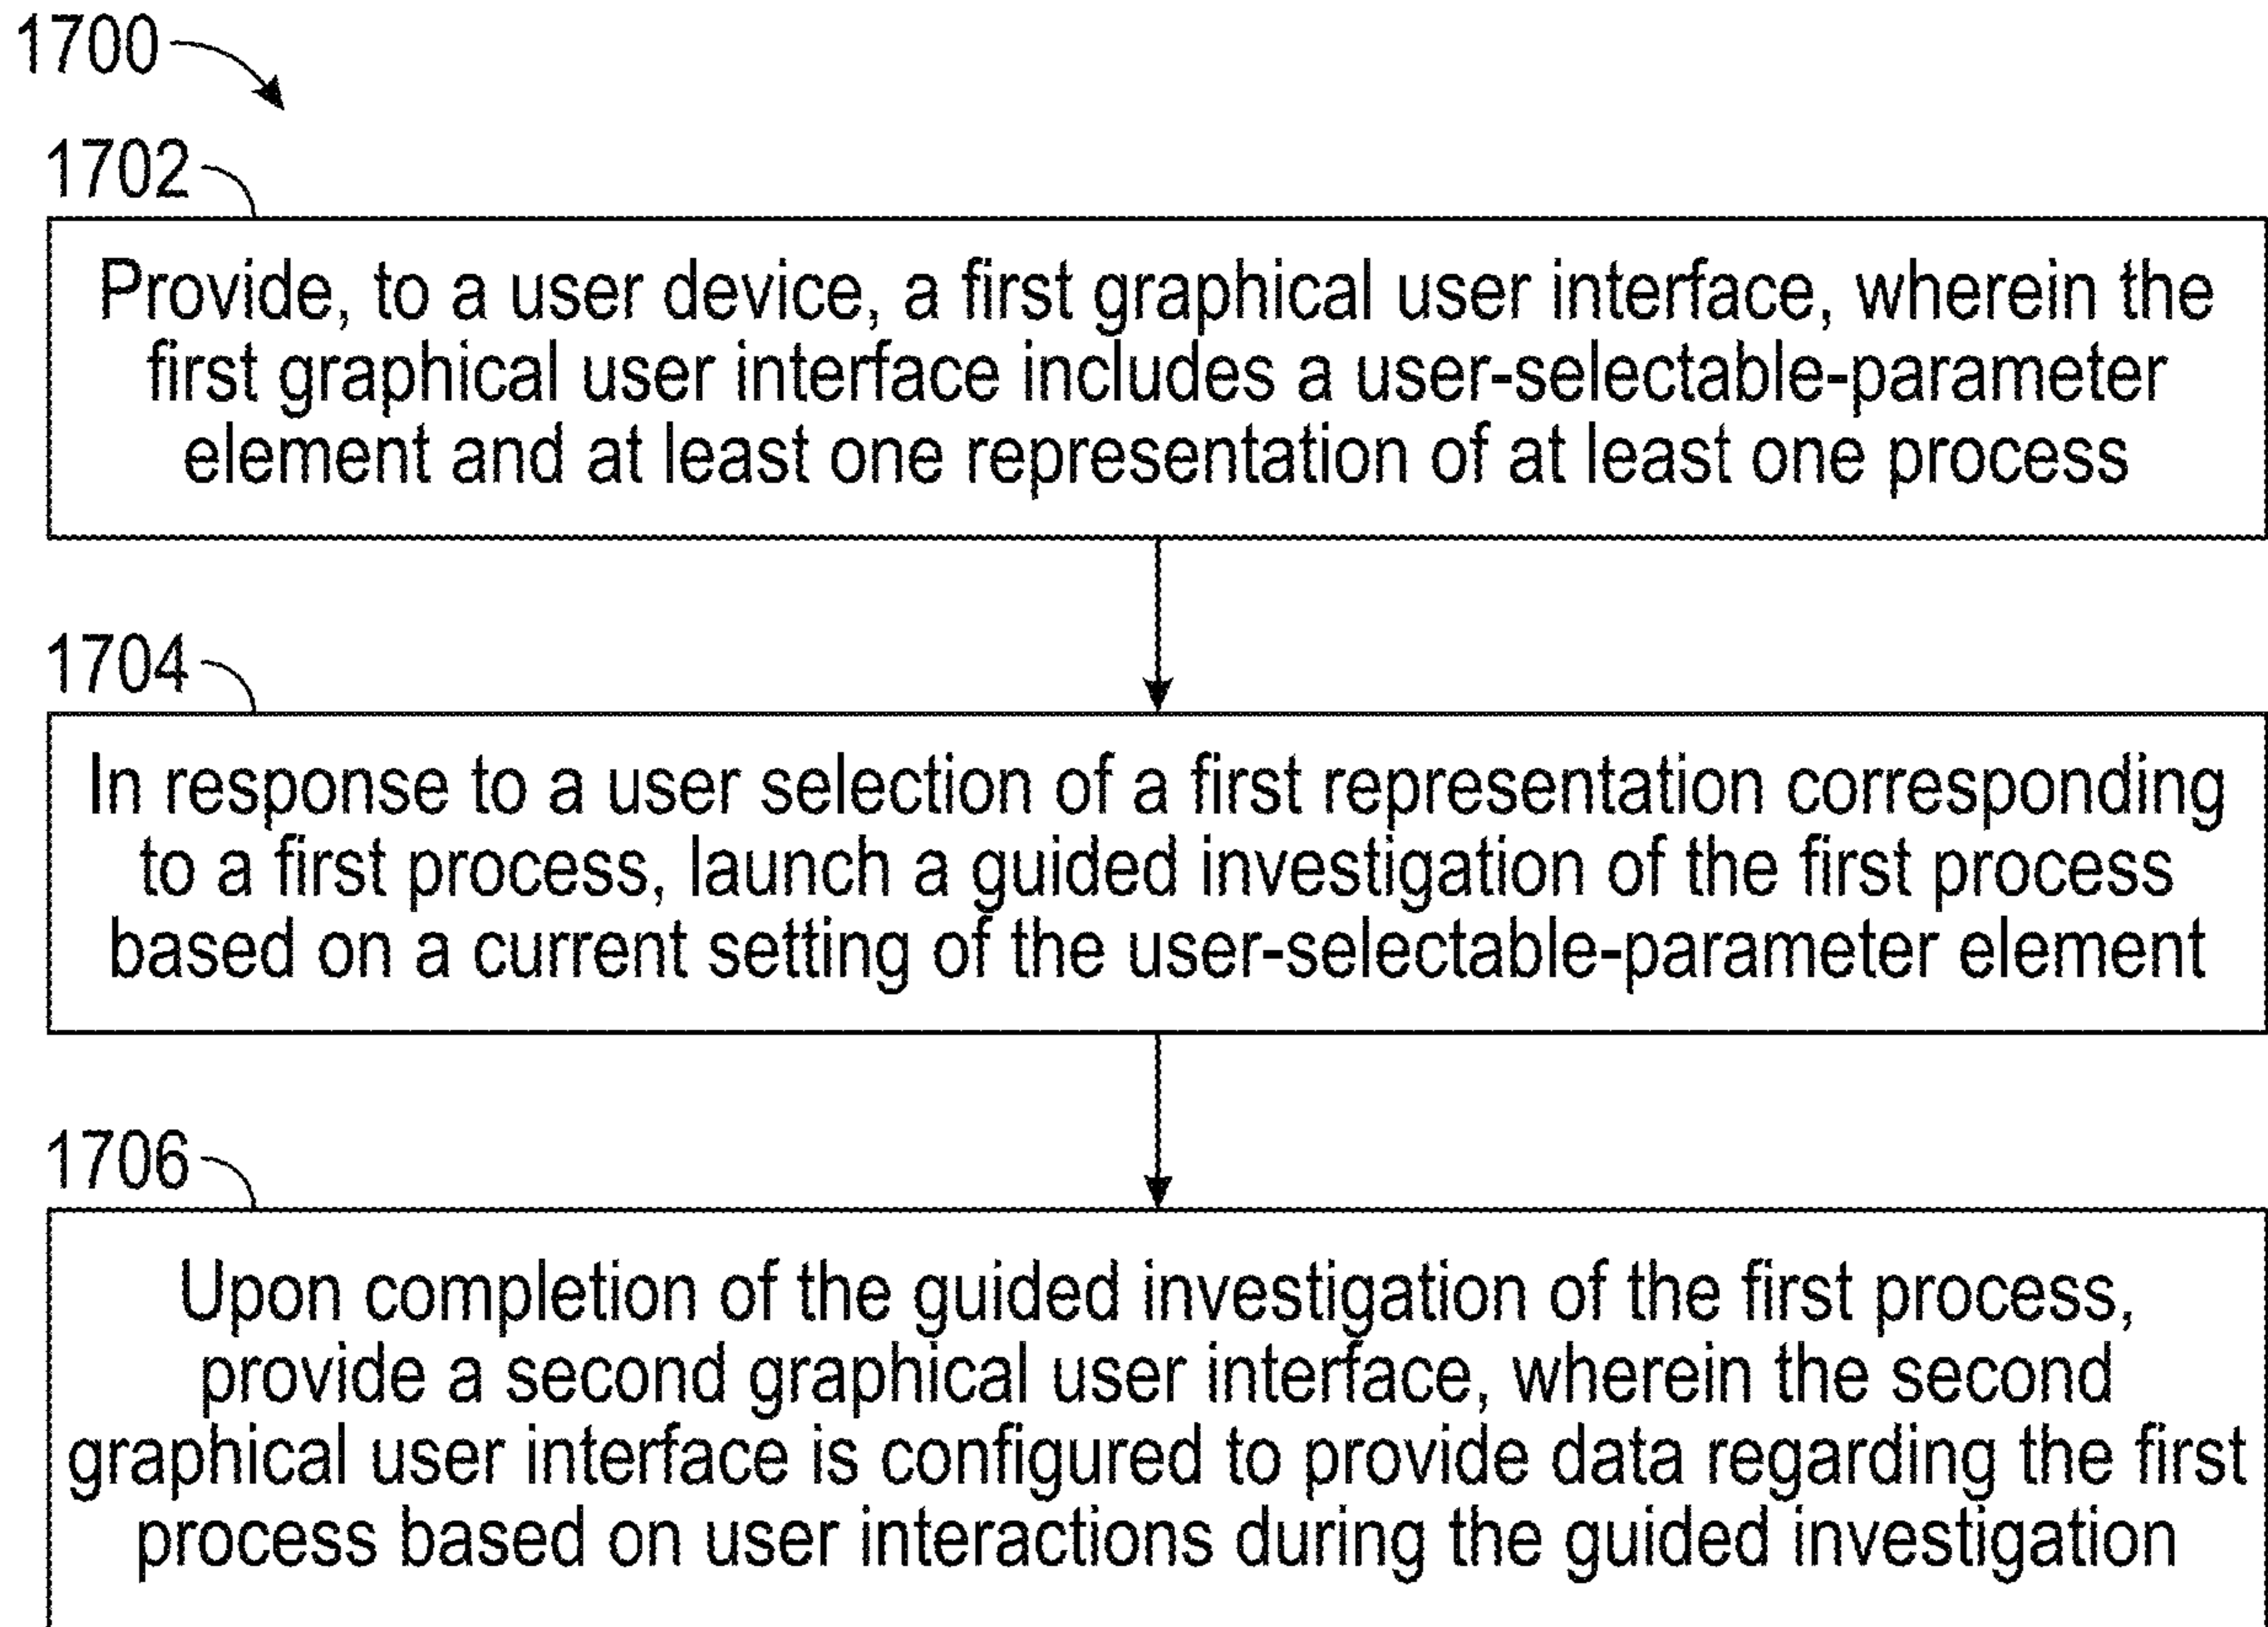 1700
1702
Provide, to a user device, a first graphical user interface, wherein the
first graphical user interface includes a user-selectable-parameter
element and at least one representation of at least one process
1704
In response to a user selection of a first representation corresponding
to a first process, launch a guided investigation of the first process
based on a current setting of the user-selectable-parameter element
1706
Upon completion of the guided investigation of the first process,
provide a second graphical user interface, wherein the second
graphical user interface is configured to provide data regarding the first
process based on user interactions during the guided investigation